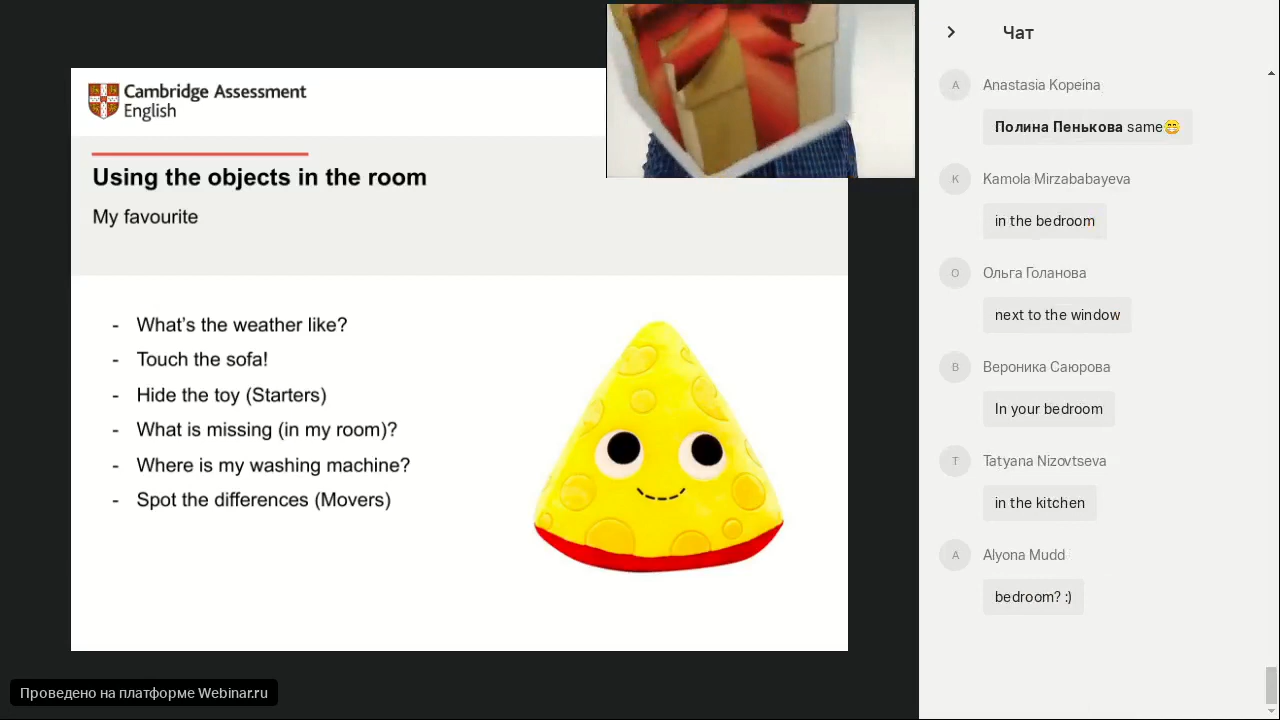 Cambridge Assessment
English
Using the objects in the room
My favourite
- What's the weather like?
- Touch the sofa!
- Hide the toy (Starters)
- What is missing (in my room)?
- Where is my washing machine?
- Spot the differences (Movers)
Проведено на платформе Webinar.ru
Чат
A
Anastasia Kopeina
Полина Пенькова same😁
K
Kamola Mirzababayeva
in the bedroom
О
Ольга Голанова
next to the window
В
Вероника Саюрова
In your bedroom
T
Tatyana Nizovtseva
in the kitchen
A
Alyona Mudd
bedroom? :)